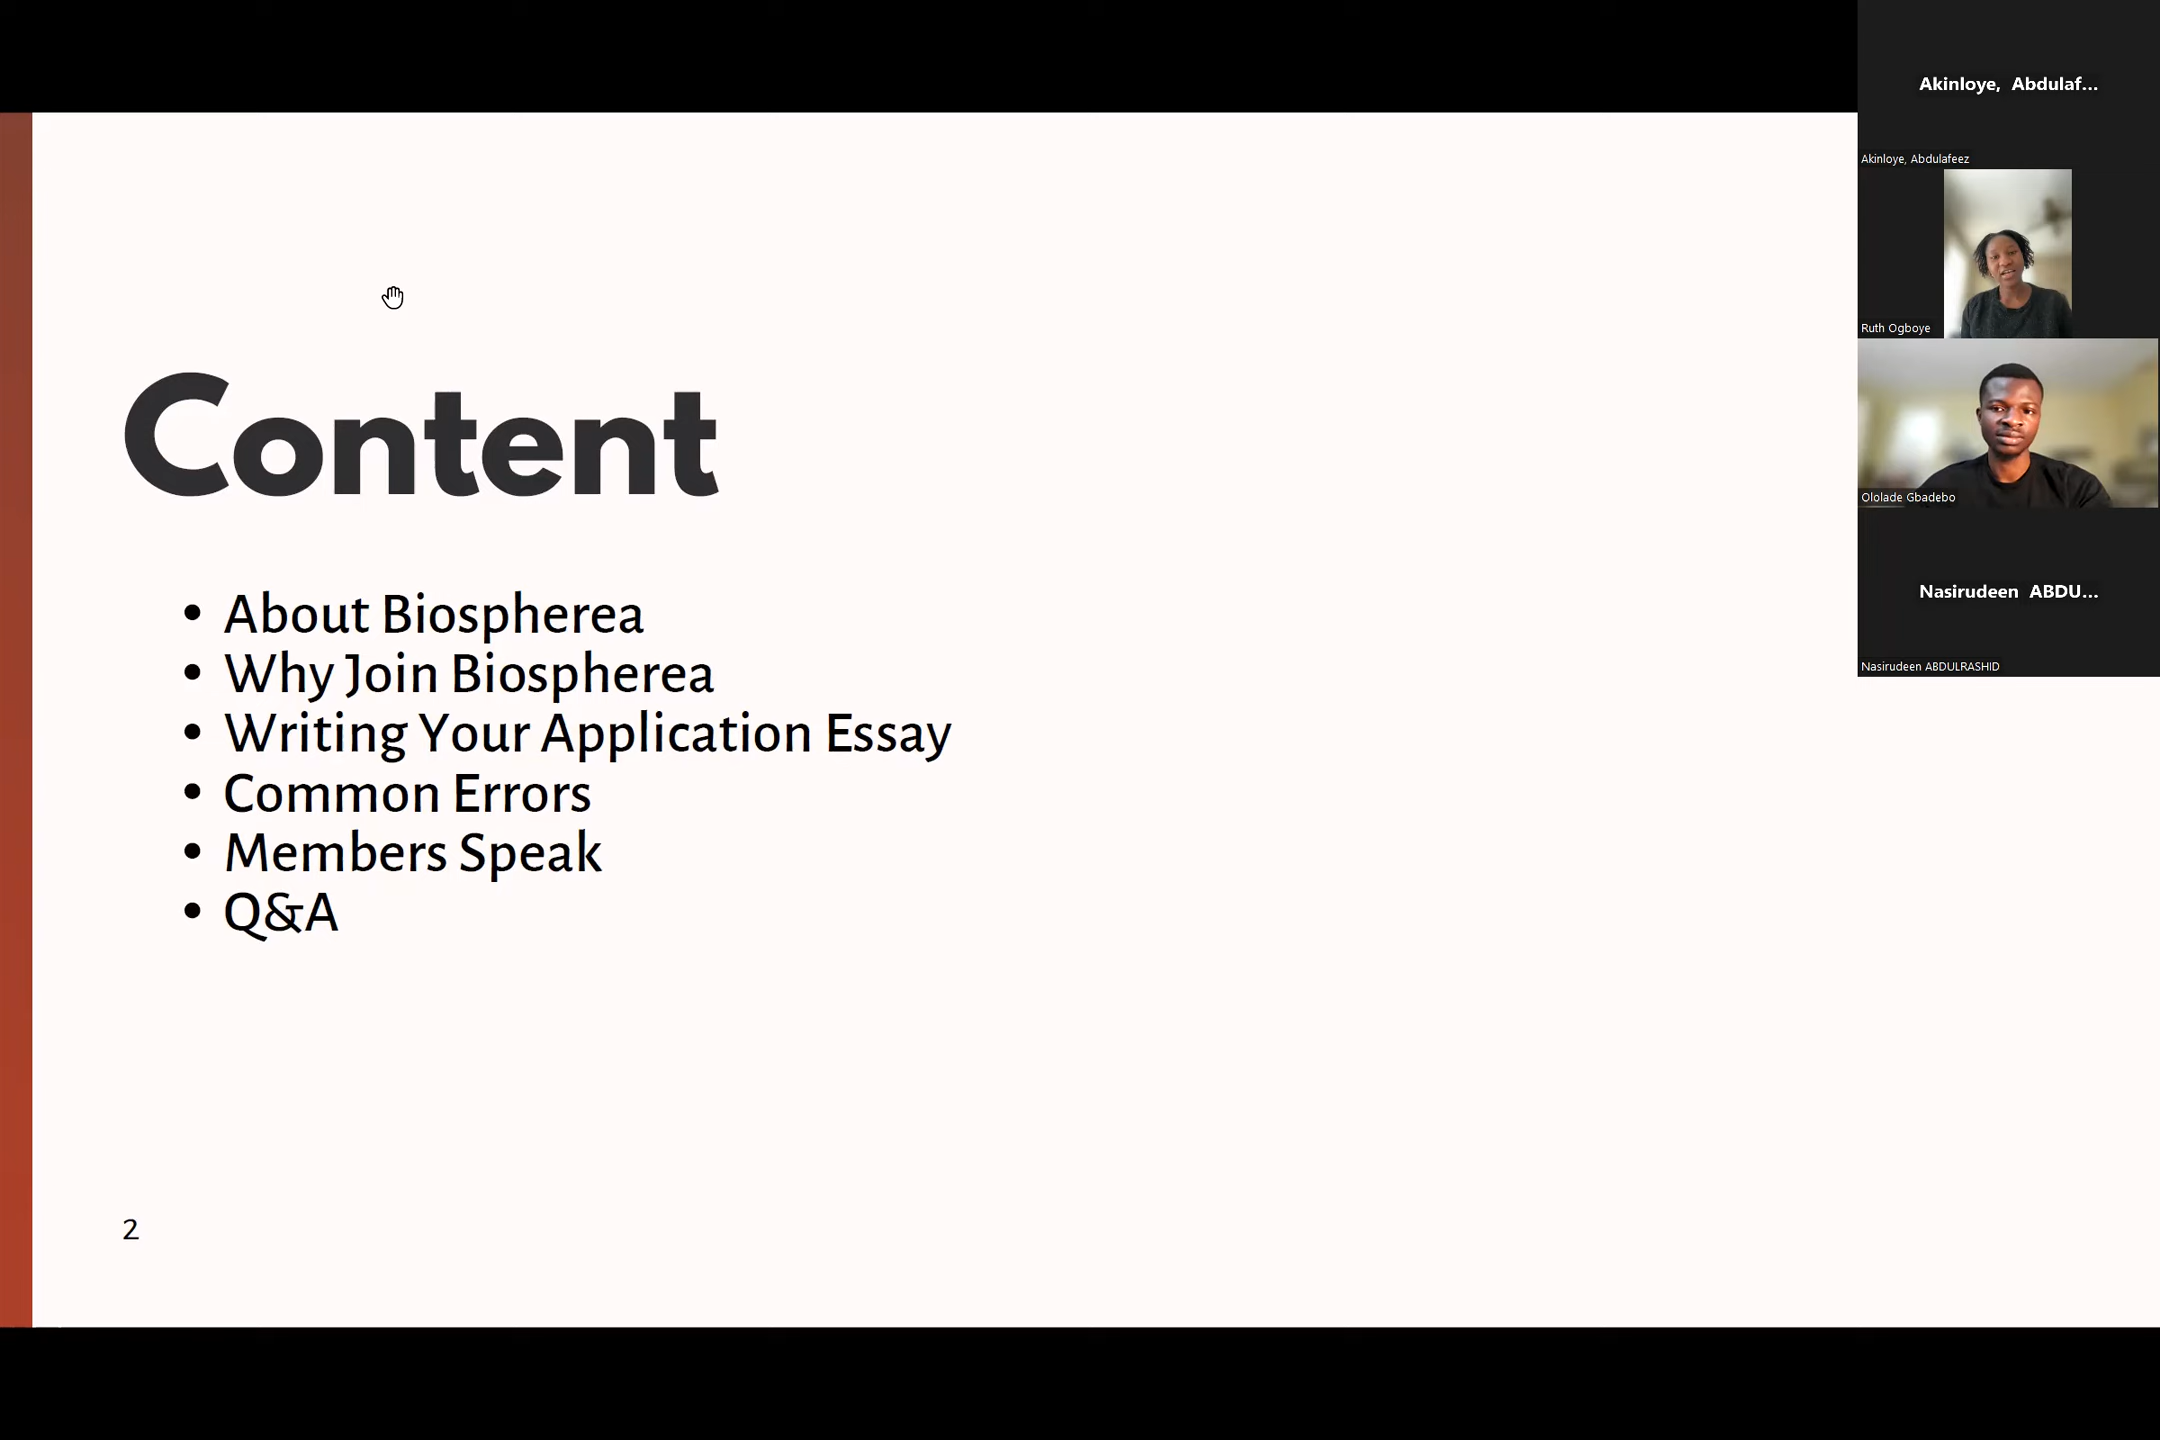 Content
• About Biospherea
• Why Join Biospherea
• Writing Your Application Essay
• Common Errors
• Members Speak
• Q&A
2
Akinloye, Abdulaf...
Akinloye, Abdulafeez
Ruth Ogboye
Ololade Gbadebo
Nasirudeen ABDU...
Nasirudeen ABDULRASHID